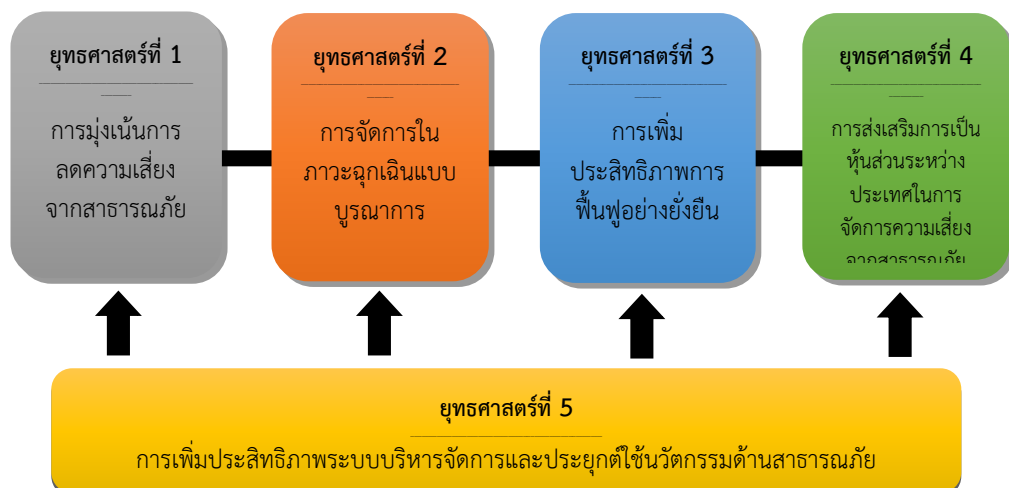 ยุทธศาสตร์ที่ 1
การมุ่งเน้นการ
ลดความเสี่ยง
จากสาธารณภัย
ยุทธศาสตร์ที่ 2
การจัดการใน
ภาวะฉุกเฉินแบบ
บูรณาการ
ยุทธศาสตร์ที่ 3
การเพิ่ม
ประสิทธิภาพการ
ฟื้นฟูอย่างยั่งยืน
ยุทธศาสตร์ที่ 4
การส่งเสริมการเป็น
หุ้นส่วนระหว่าง
ประเทศในการ
จัดการความเสี่ยง
จากสาธารณภัย
ยุทธศาสตร์ที่ 5
การเพิ่มประสิทธิภาพระบบบริหารจัดการและประยุกต์ใช้นวัตกรรมด้านสาธารณภัย